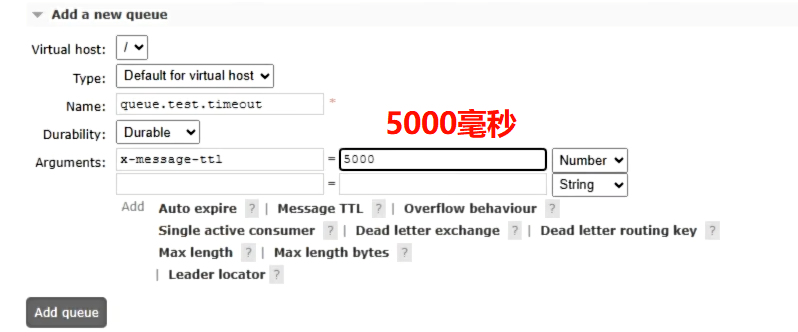 Add a new queue
Virtual host: /
Type: Default for virtual host
Name: queue.test.timeout *
5000毫秒
Durability: Durable
Arguments: x-message-ttl = 5000 Number
= String
Add Auto expire ? | Message TTL ? | Overflow behaviour ?
Single active consumer ? | Dead letter exchange ? | Dead letter routing key ?
Max length ? | Max length bytes ?
| Leader locator ?
Add queue